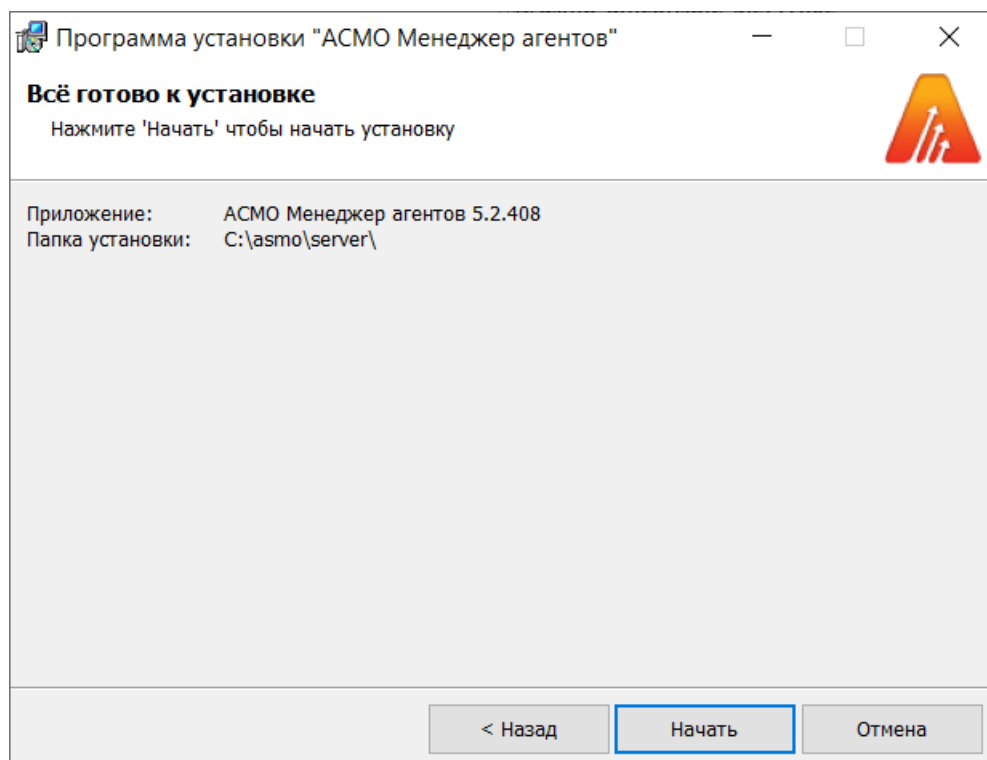 Программа установки "АСМО Менеджер агентов"
Всё готово к установке
Нажмите 'Начать' чтобы начать установку
Приложение: АСМО Менеджер агентов 5.2.408
Папка установки: C:\asmo\server\
< Назад Начать Отмена